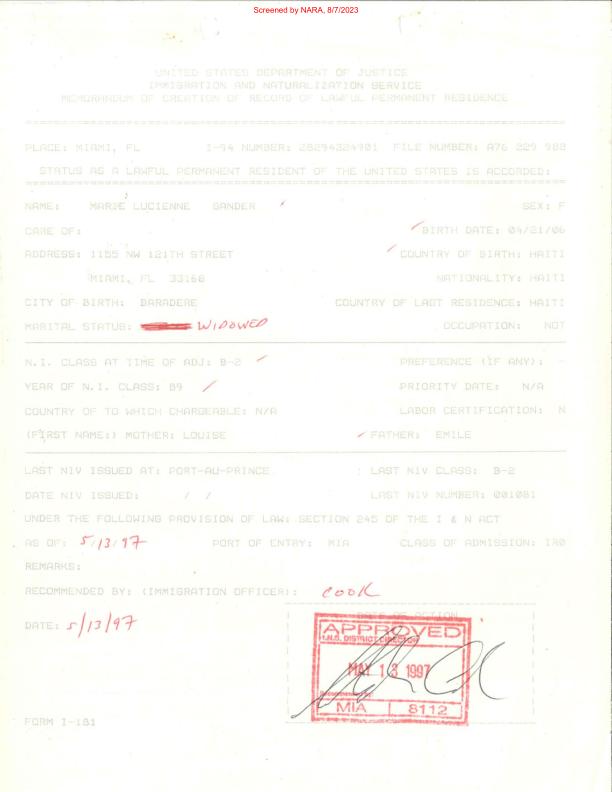 Screened by NARA, 8/7/2023
UNITED STATES DEPARTMENT OF JUSTICE
IMMIGRATION AND NATURALIZATION SERVICE
MEMORANDUM OF CREATION OF RECORD OF LAWFUL PERMANENT RESIDENCE
PLACE: MIAMI, FL I-94 NUMBER: 28294324901 FILE NUMBER: A76 229 988
STATUS AS A LAWFUL PERMANENT RESIDENT OF THE UNITED STATES IS ACCORDED:
NAME: MARIE LUCIENNE GANDER SEX: F
CARE OF: BIRTH DATE: 04/21/06
ADDRESS: 1155 NW 121TH STREET COUNTRY OF BIRTH: HAITI
MIAMI, FL 33168 NATIONALITY: HAITI
CITY OF BIRTH: BARADERE COUNTRY OF LAST RESIDENCE: HAITI
MARITAL STATUS: WIDOWED OCCUPATION: NOT
N.I. CLASS AT TIME OF ADJ: B-2 PREFERENCE (IF ANY): -
YEAR OF N.I. CLASS: 89 PRIORITY DATE: N/A
COUNTRY OF TO WHICH CHARGEABLE: N/A LABOR CERTIFICATION: N
(FIRST NAME:) MOTHER: LOUISE FATHER: EMILE
LAST NIV ISSUED AT: PORT-AU-PRINCE LAST NIV CLASS: B-2
DATE NIV ISSUED: / / LAST NIV NUMBER: 001081
UNDER THE FOLLOWING PROVISION OF LAW: SECTION 245 OF THE I & N ACT
AS OF: 5/13/97 PORT OF ENTRY: MIA CLASS OF ADMISSION: IR0
REMARKS:
RECOMMENDED BY: (IMMIGRATION OFFICER): COOK
DATE OF ACTION
DATE: 5/13/97
APPROVED
I.N.S. DISTRICT DIRECTOR
MAY 13 1997
MIA 8112
FORM I-181